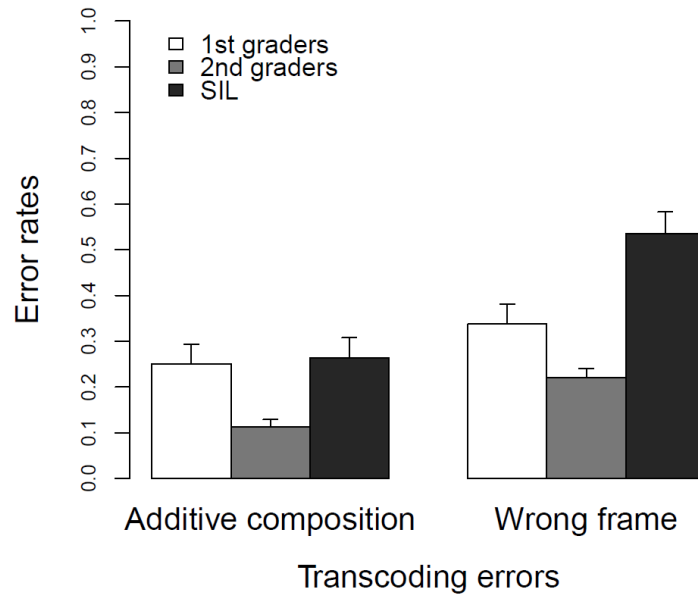 1st graders
2nd graders
SIL
Error rates
1.0
0.9
0.8
0.7
0.6
0.5
0.4
0.3
0.2
0.1
0.0
Additive composition Wrong frame
Transcoding errors